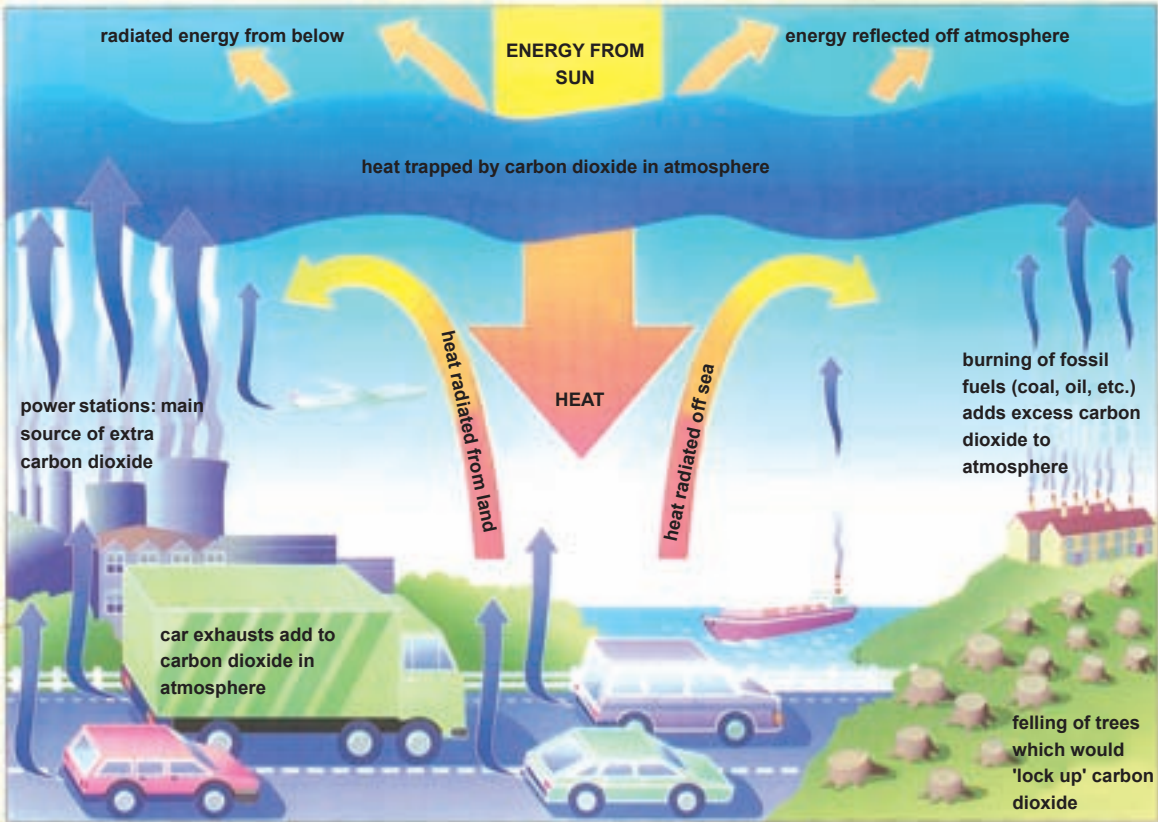 radiated energy from below
ENERGY FROM
SUN
energy reflected off atmosphere
heat trapped by carbon dioxide in atmosphere
heat radiated from land
HEAT
heat radiated off sea
power stations: main
source of extra
carbon dioxide
burning of fossil
fuels (coal, oil, etc.)
adds excess carbon
dioxide to
atmosphere
car exhausts add to
carbon dioxide in
atmosphere
felling of trees
which would
'lock up' carbon
dioxide